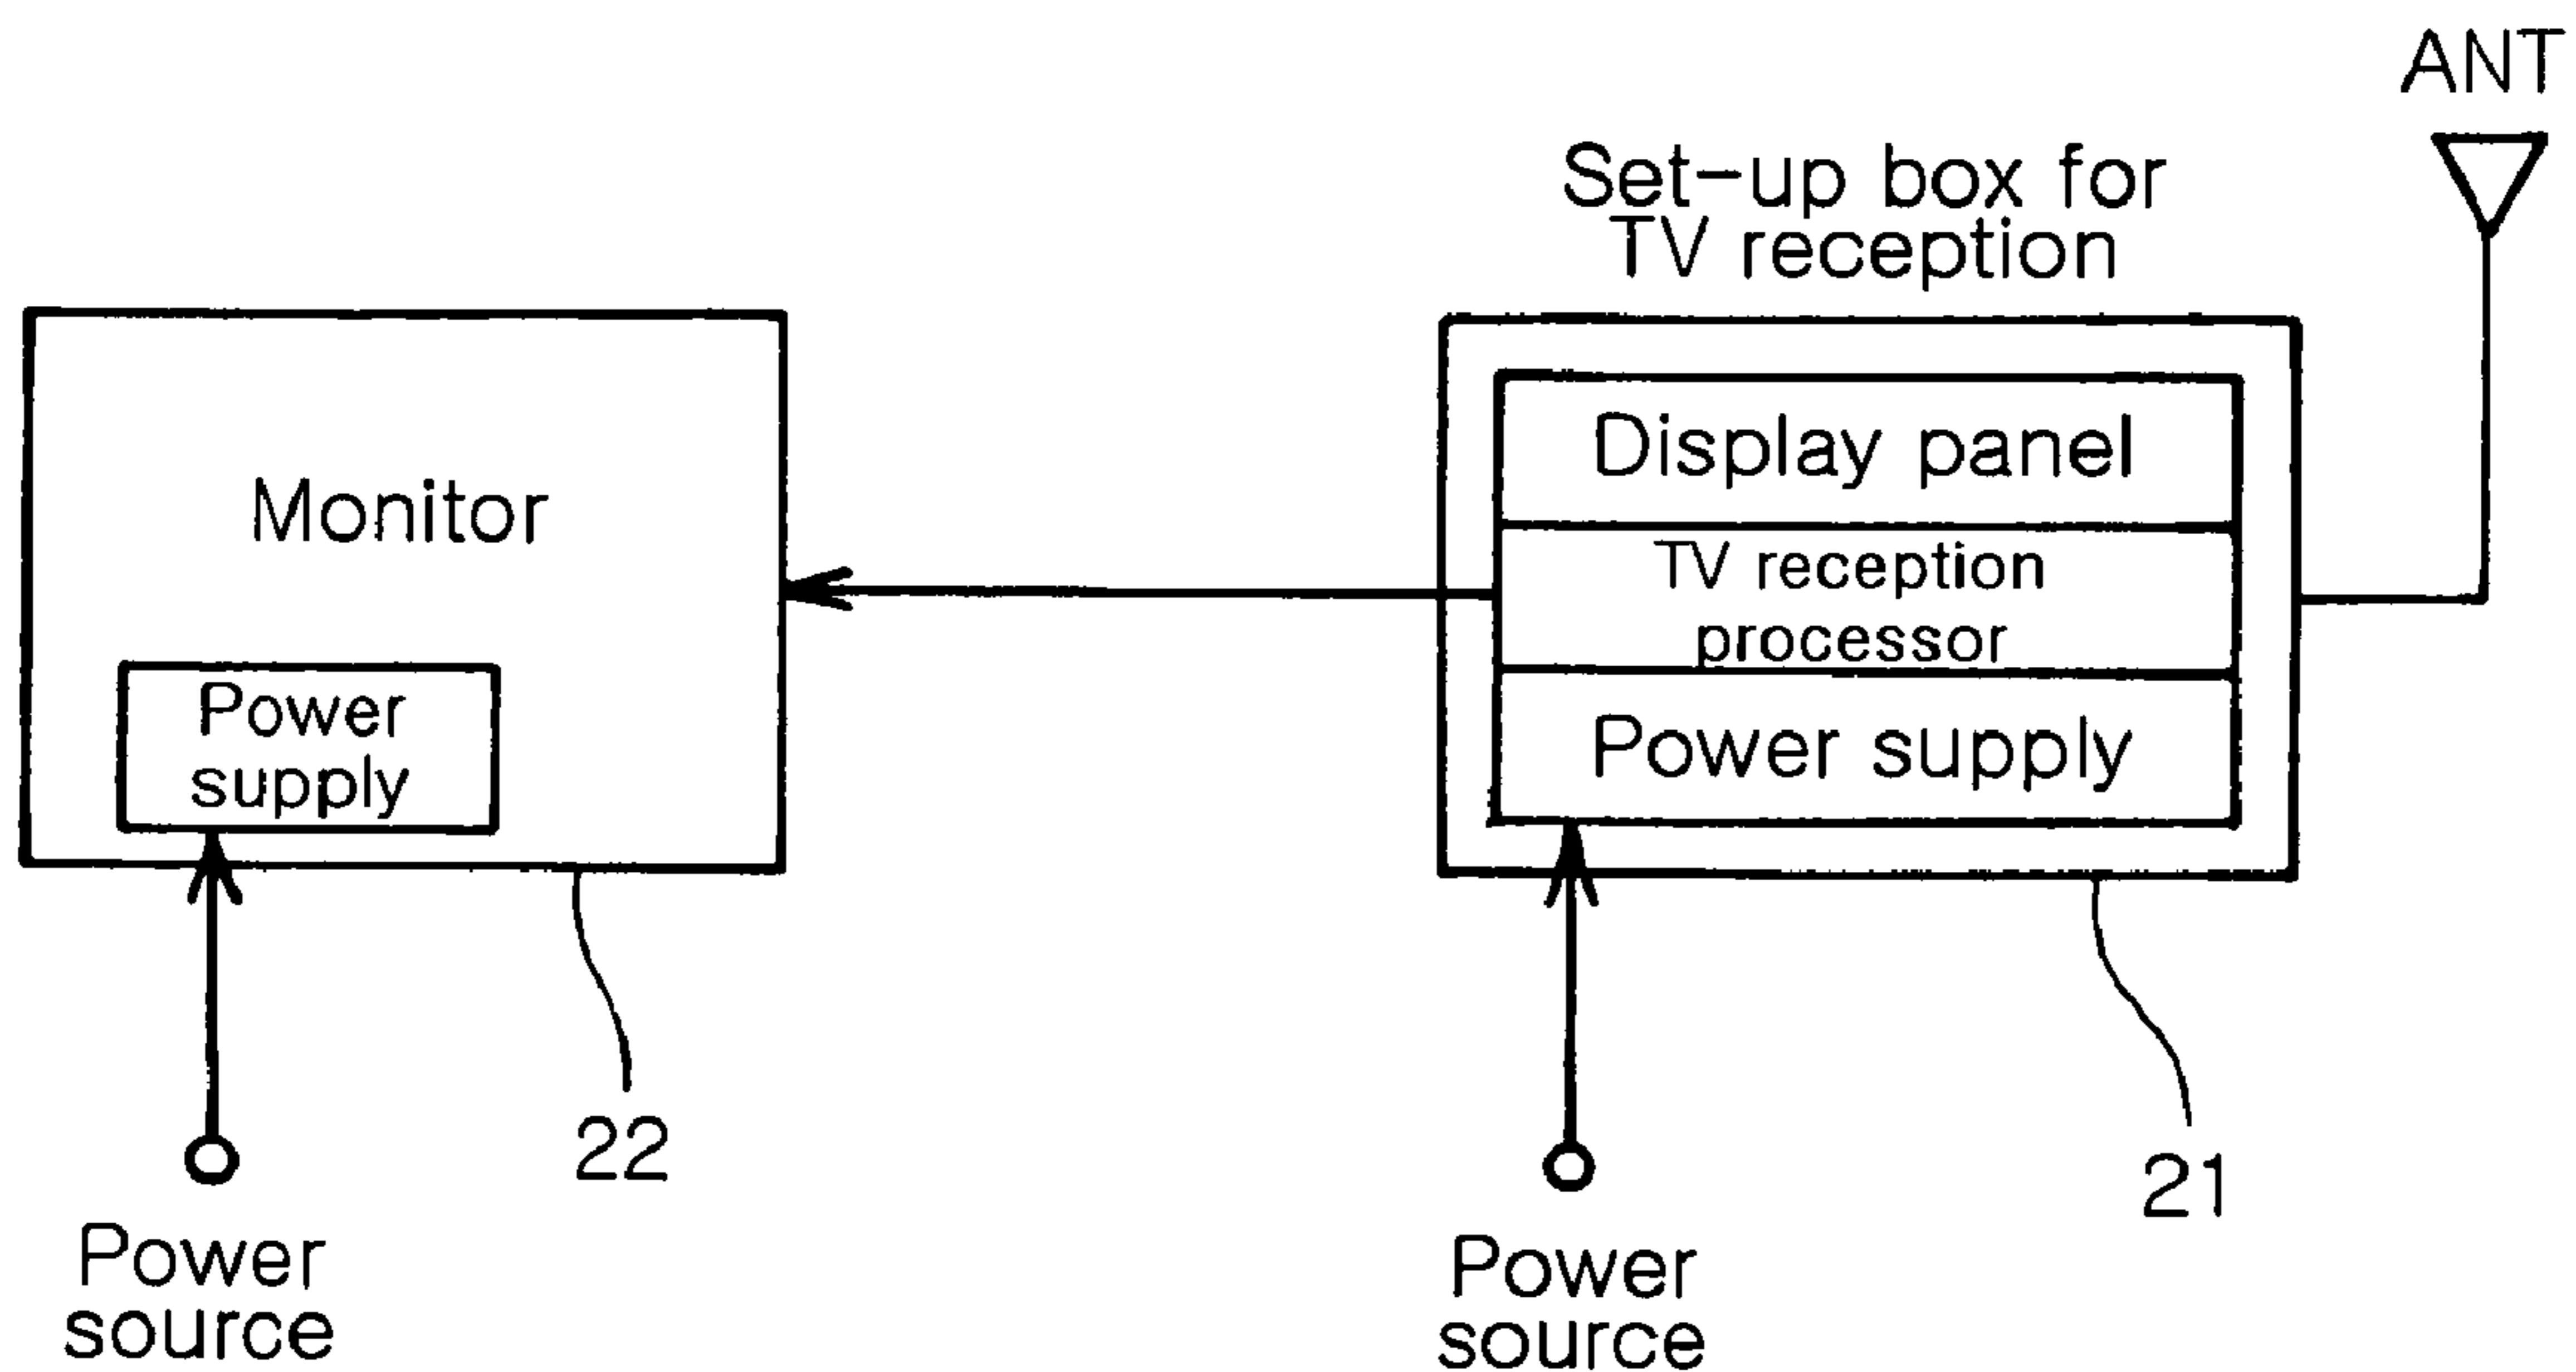 ANT
Set-up box for
TV reception
Monitor
Power
supply
Display panel
TV reception
processor
Power supply
22
21
Power
source
Power
source